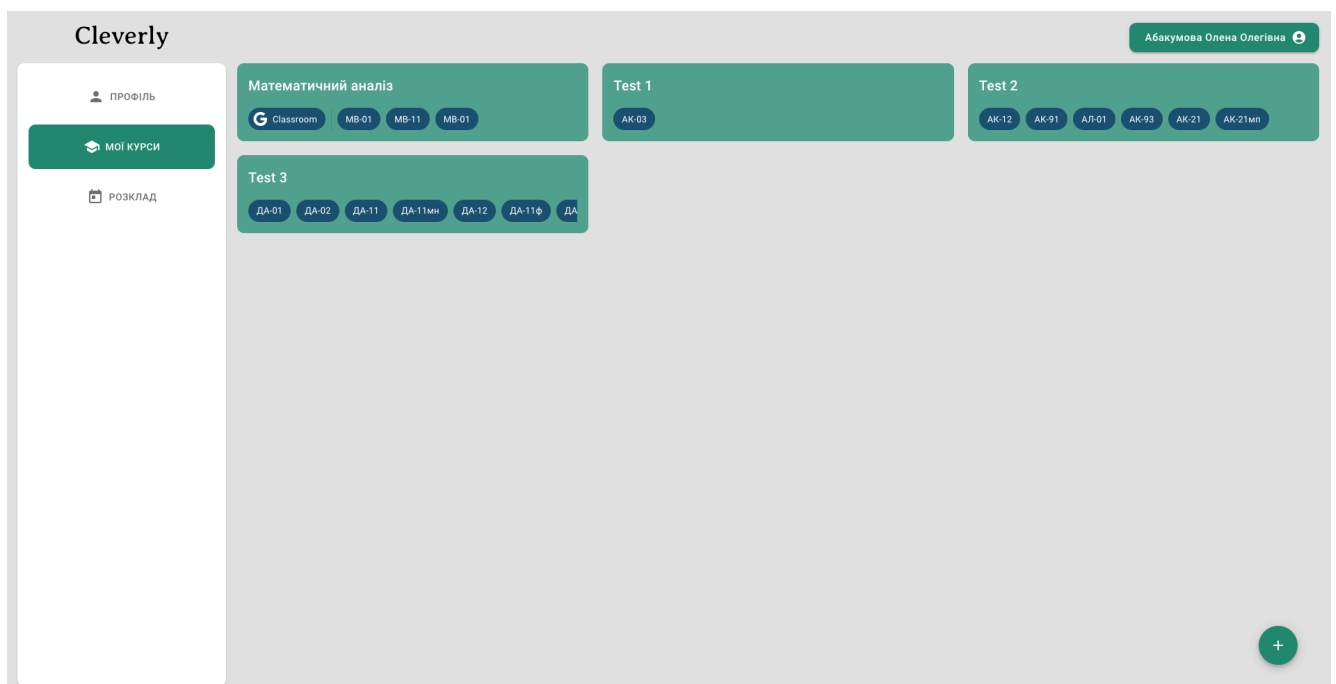 Cleverly
Абакумова Олена Олегівна
ПРОФІЛЬ
МОЇ КУРСИ
РОЗКЛАД
Математичний аналіз
Classroom МВ-01 МВ-11 МВ-01
Test 1
АК-03
Test 2
АК-12 АК-91 АЛ-01 АК-93 АК-21 АК-21мп
Test 3
ДА-01 ДА-02 ДА-11 ДА-11мн ДА-12 ДА-11ф ДА